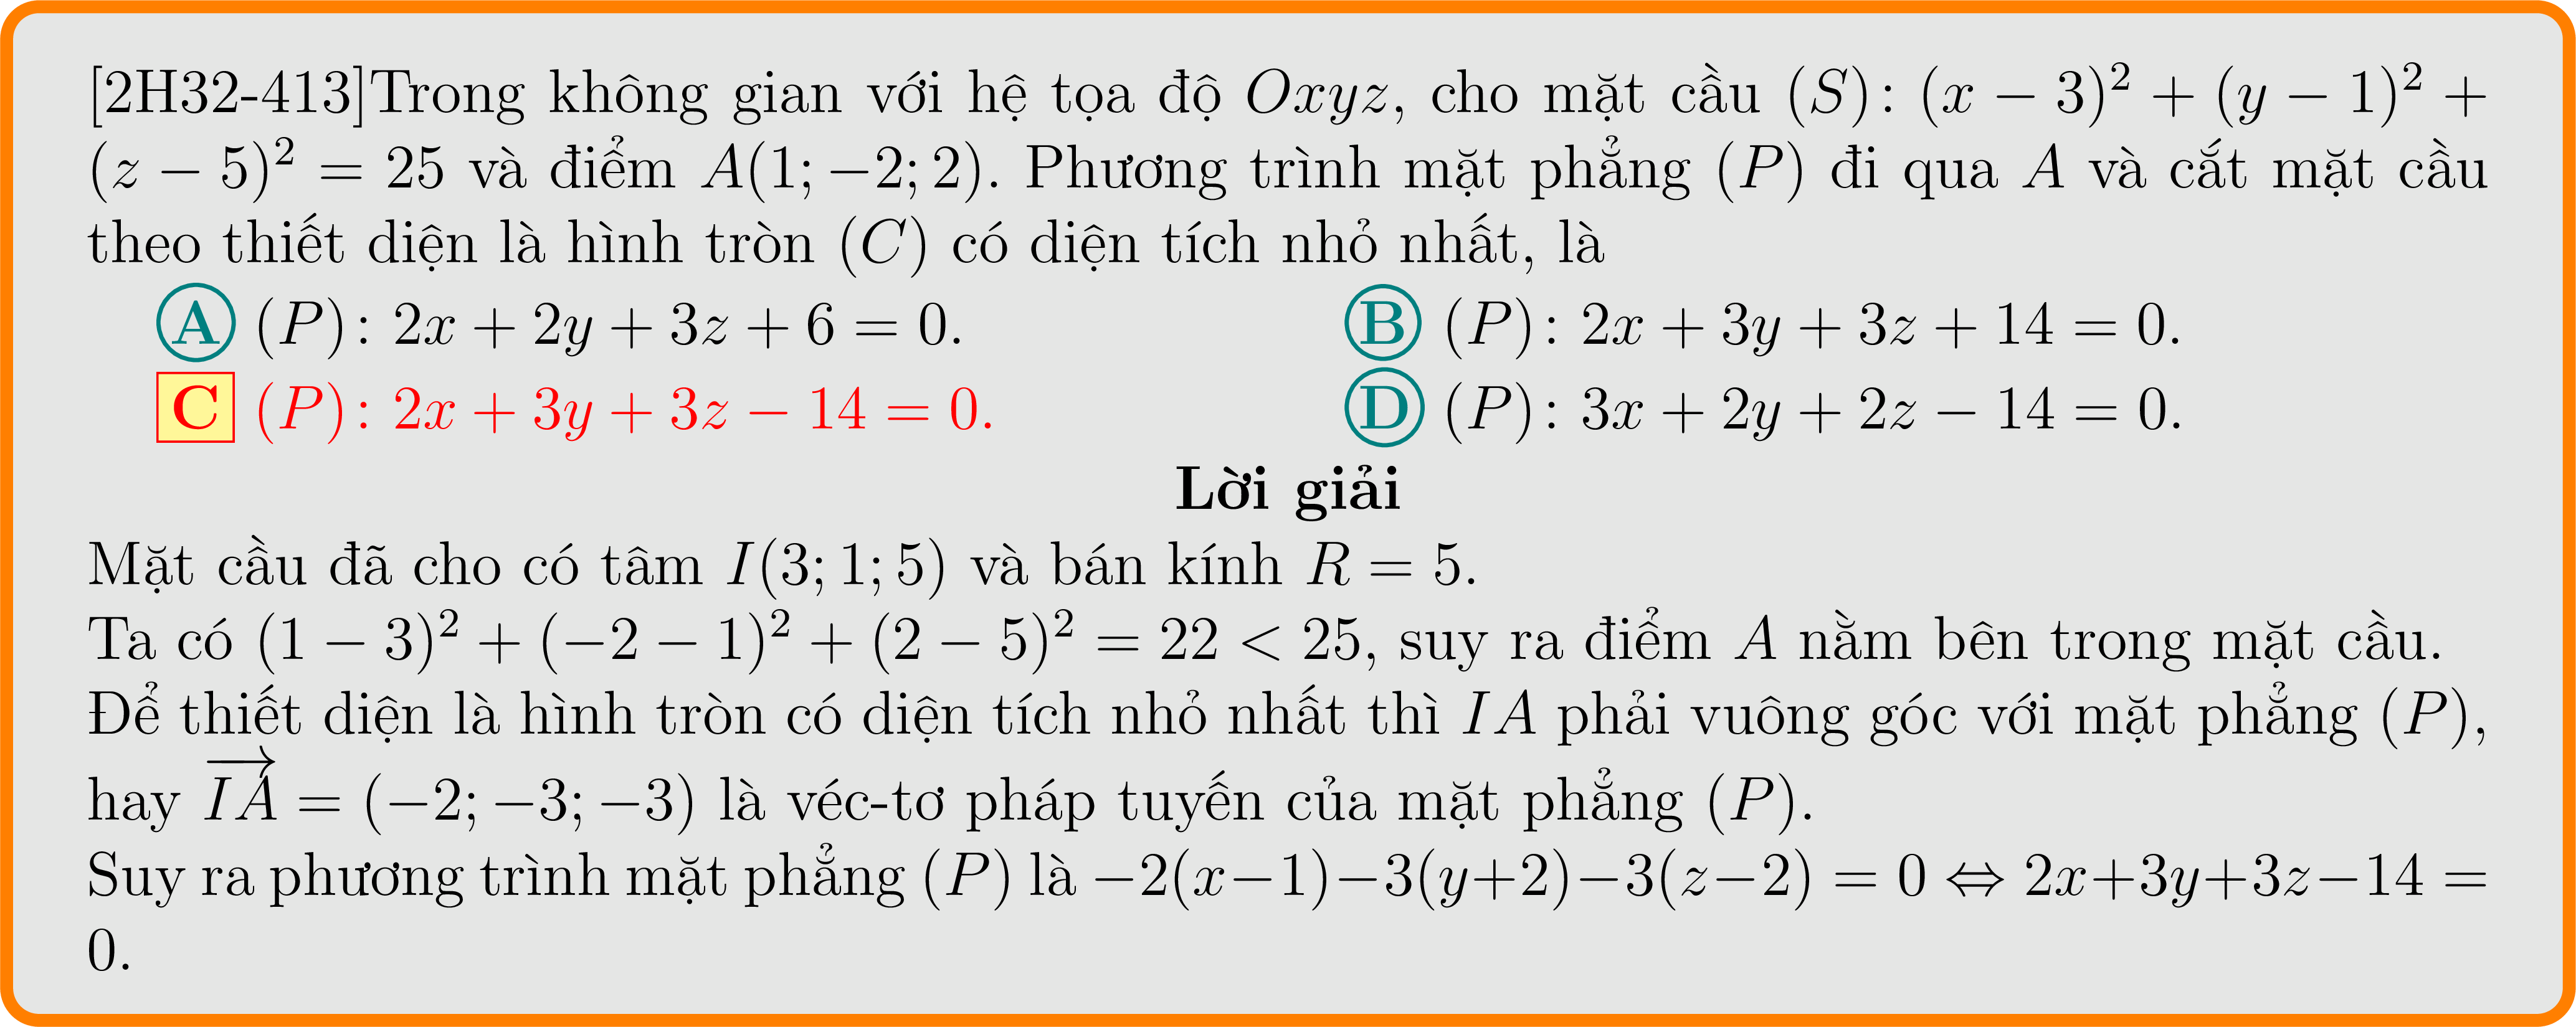 [2H32-413]Trong không gian với hệ tọa độ Oxyz, cho mặt cầu (S): (x − 3)² + (y − 1)² +
(z − 5)² = 25 và điểm A(1; −2; 2). Phương trình mặt phẳng (P) đi qua A và cắt mặt cầu
theo thiết diện là hình tròn (C) có diện tích nhỏ nhất, là
A (P): 2x + 2y + 3z + 6 = 0. B (P): 2x + 3y + 3z + 14 = 0.
C (P): 2x + 3y + 3z − 14 = 0. D (P): 3x + 2y + 2z − 14 = 0.
Lời giải
Mặt cầu đã cho có tâm I(3; 1; 5) và bán kính R = 5.
Ta có (1 − 3)² + (−2 − 1)² + (2 − 5)² = 22 < 25, suy ra điểm A nằm bên trong mặt cầu.
Để thiết diện là hình tròn có diện tích nhỏ nhất thì IA phải vuông góc với mặt phẳng (P),
hay \overrightarrow{IA} = (−2; −3; −3) là véc-tơ pháp tuyến của mặt phẳng (P).
Suy ra phương trình mặt phẳng (P) là −2(x−1)−3(y+2)−3(z−2) = 0 ⇔ 2x+3y+3z−14 =
0.